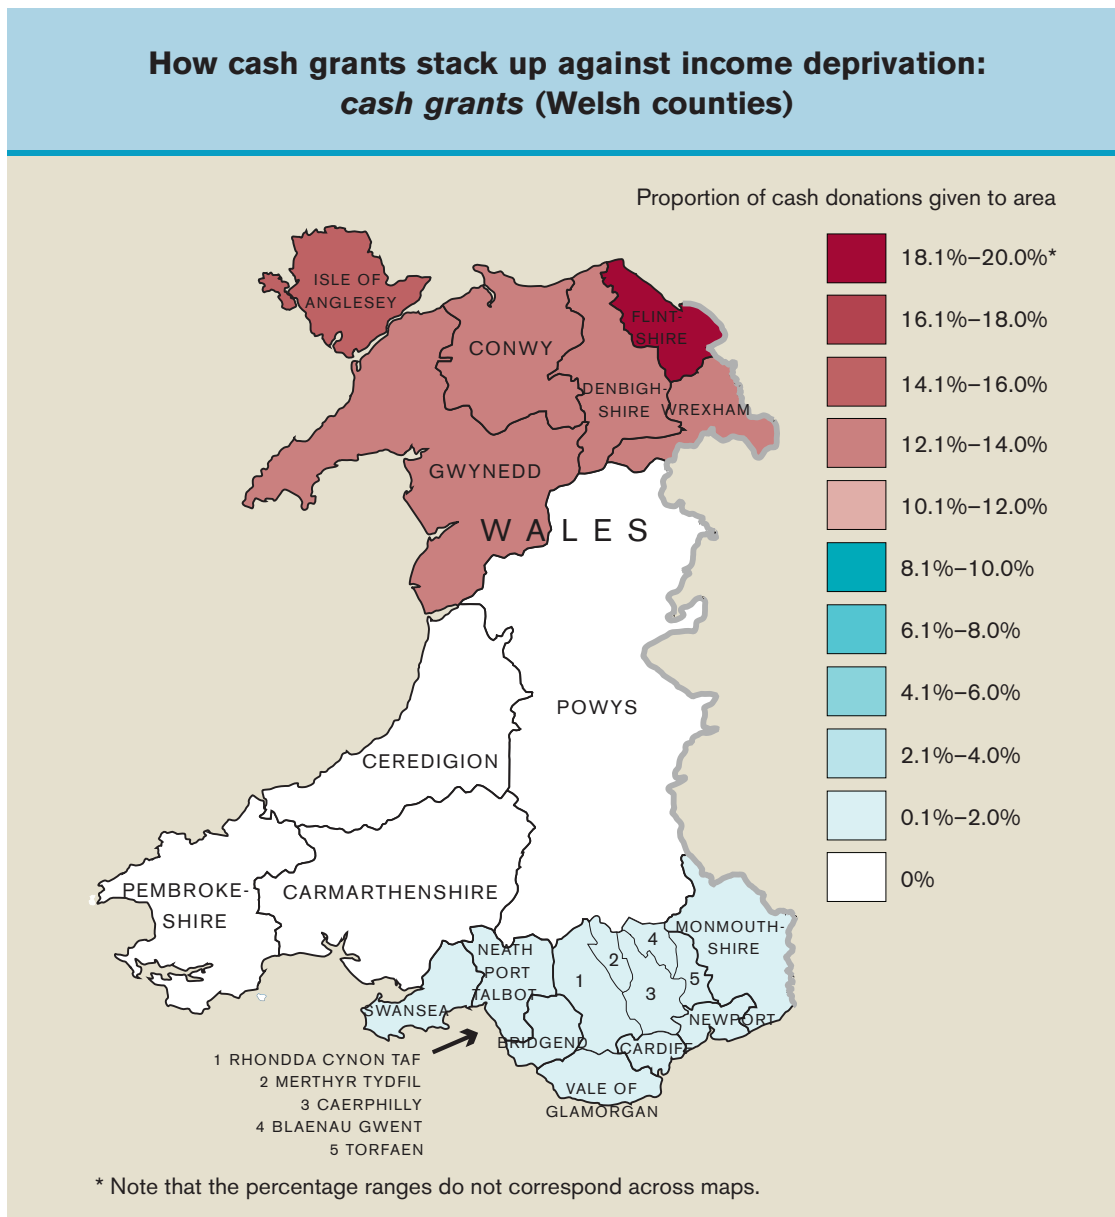 How cash grants stack up against income deprivation:
cash grants (Welsh counties)
Proportion of cash donations given to area
18.1%–20.0%*
16.1%–18.0%
14.1%–16.0%
12.1%–14.0%
10.1%–12.0%
8.1%–10.0%
6.1%–8.0%
4.1%–6.0%
2.1%–4.0%
0.1%–2.0%
0%
ISLE OF
ANGLESEY
FLINT-
SHIRE
CONWY
DENBIGH-
SHIRE
WREXHAM
GWYNEDD
WALES
POWYS
CEREDIGION
PEMBROKE-
SHIRE
CARMARTHENSHIRE
MONMOUTH-
SHIRE
NEATH
PORT
TALBOT
4
2
5
1
3
SWANSEA
NEWPORT
BRIDGEND
CARDIFF
VALE OF
GLAMORGAN
1 RHONDDA CYNON TAF
2 MERTHYR TYDFIL
3 CAERPHILLY
4 BLAENAU GWENT
5 TORFAEN
* Note that the percentage ranges do not correspond across maps.